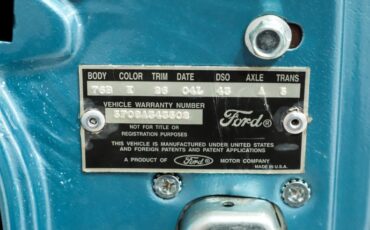 BODY COLOR TRIM DATE DSO AXLE TRANS
76B K 26 04L 43 A 3
VEHICLE WARRANTY NUMBER
Ford®
NOT FOR TITLE OR
REGISTRATION PURPOSES
THIS VEHICLE IS MANUFACTURED UNDER UNITED STATES
AND FOREIGN PATENTS AND PATENT APPLICATIONS
A PRODUCT OF Ford® MOTOR COMPANY
MADE IN U.S.A.